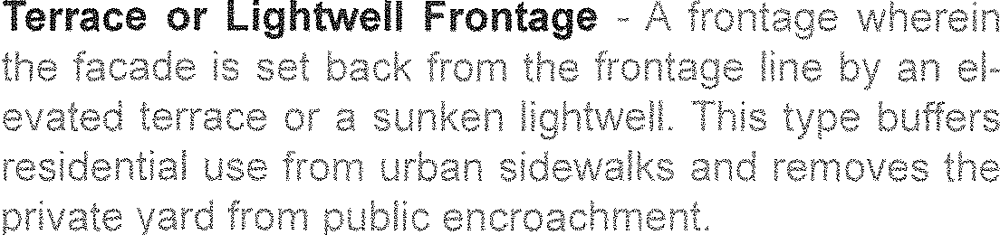 Terrace or Lightwell Frontage - A frontage wherein
the facade is set back from the frontage line by an el-
evated terrace or a sunken lightwell. This type buffers
residential use from urban sidewalks and removes the
private yard from public encroachment.